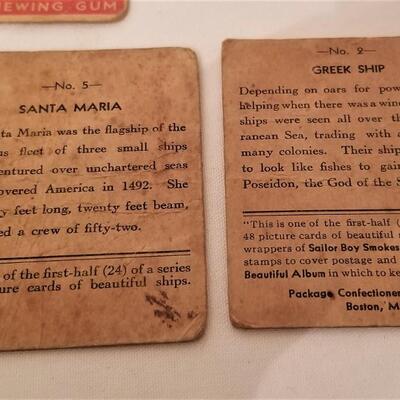 EWING GUM
—No. 5—
SANTA MARIA
ta Maria was the flagship of the
us fleet of three small ships
entured over unchartered seas
overed America in 1492. She
y feet long, twenty feet beam,
ed a crew of fifty-two.
of the first-half (24) of a series
ture cards of beautiful ships.
—No. 2—
GREEK SHIP
Depending on oars for pow
helping when there was a wind
ships were seen all over th
ranean Sea, trading with
many colonies. Their ship
to look like fishes to gain
Poseidon, the God of the S
"This is one of the first-half (
48 picture cards of beautiful s
wrappers of Sailor Boy Smokes
stamps to cover postage and
Beautiful Album in which to ke
Package Confectioner
Boston, M